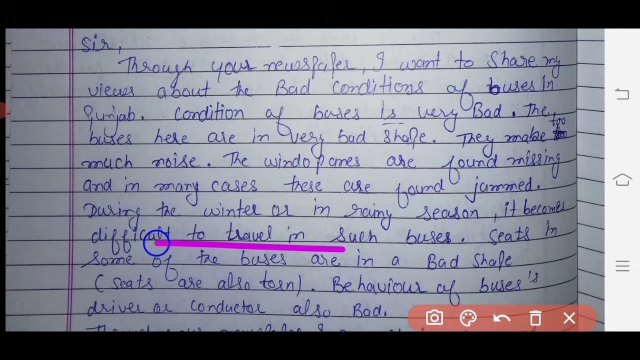 Sir,
Through your newspaper, I want to Share my
views about the Bad Conditions of buses in
Punjab. Condition of buses is very Bad. The
buses here are in very bad shape. They make too
much noise. The windopanes are found missing
and in many cases these are found jammed.
During the winter or in rainy season, it becomes
difficult to travel in such buses. Seats in
some of the buses are in a Bad shape
(seats are also torn). Behaviour of buses's
driver or conductor also Bad.